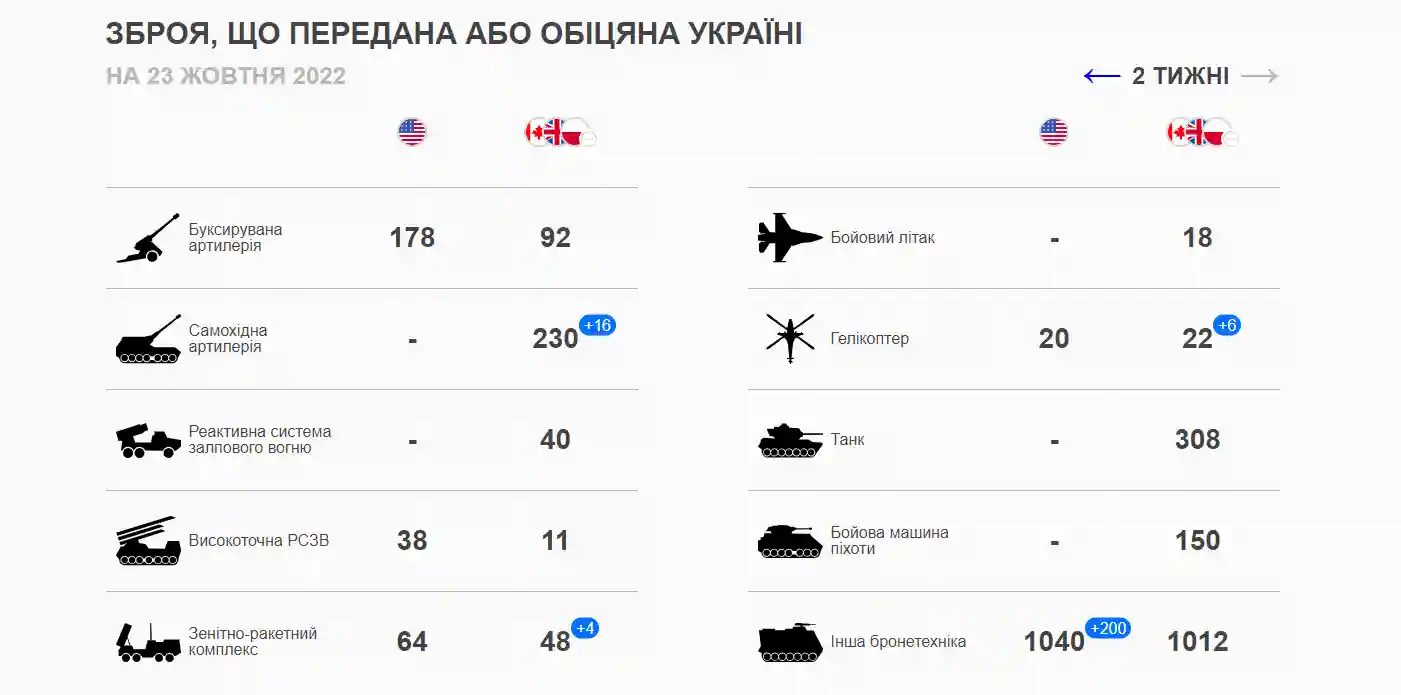 ЗБРОЯ, ЩО ПЕРЕДАНА АБО ОБІЦЯНА УКРАЇНІ
НА 23 ЖОВТНЯ 2022
2 ТИЖНІ
Буксирувана
артилерія
178
92
Самохідна
артилерія
-
230
+16
Реактивна система
залпового вогню
-
40
Високоточна РСЗВ
38
11
Зенітно-ракетний
комплекс
64
48
+4
Бойовий літак
-
18
Гелікоптер
20
22
+6
Танк
-
308
Бойова машина
піхоти
-
150
Інша бронетехніка
1040
+200
1012